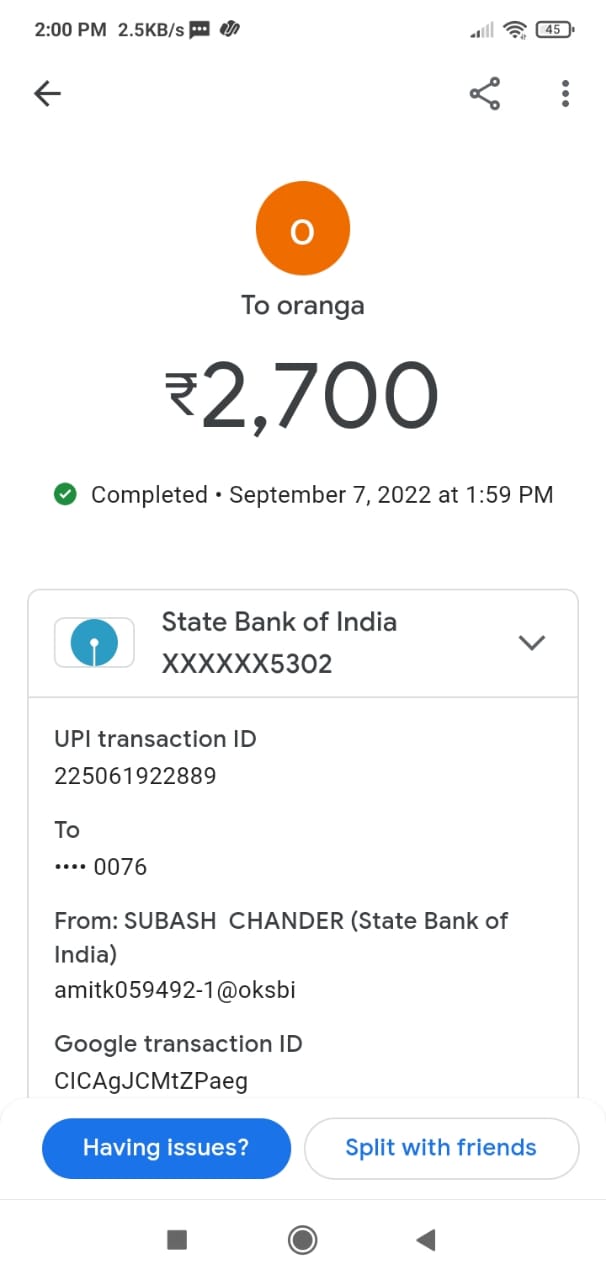 2:00 PM 2.5KB/s
45
O
To oranga
₹2,700
Completed • September 7, 2022 at 1:59 PM
State Bank of India
XXXXXX5302
UPI transaction ID
225061922889
To
•••• 0076
From: SUBASH  CHANDER (State Bank of
India)
amitk059492-1@oksbi
Google transaction ID
CICAgJCMtZPaeg
Having issues?
Split with friends